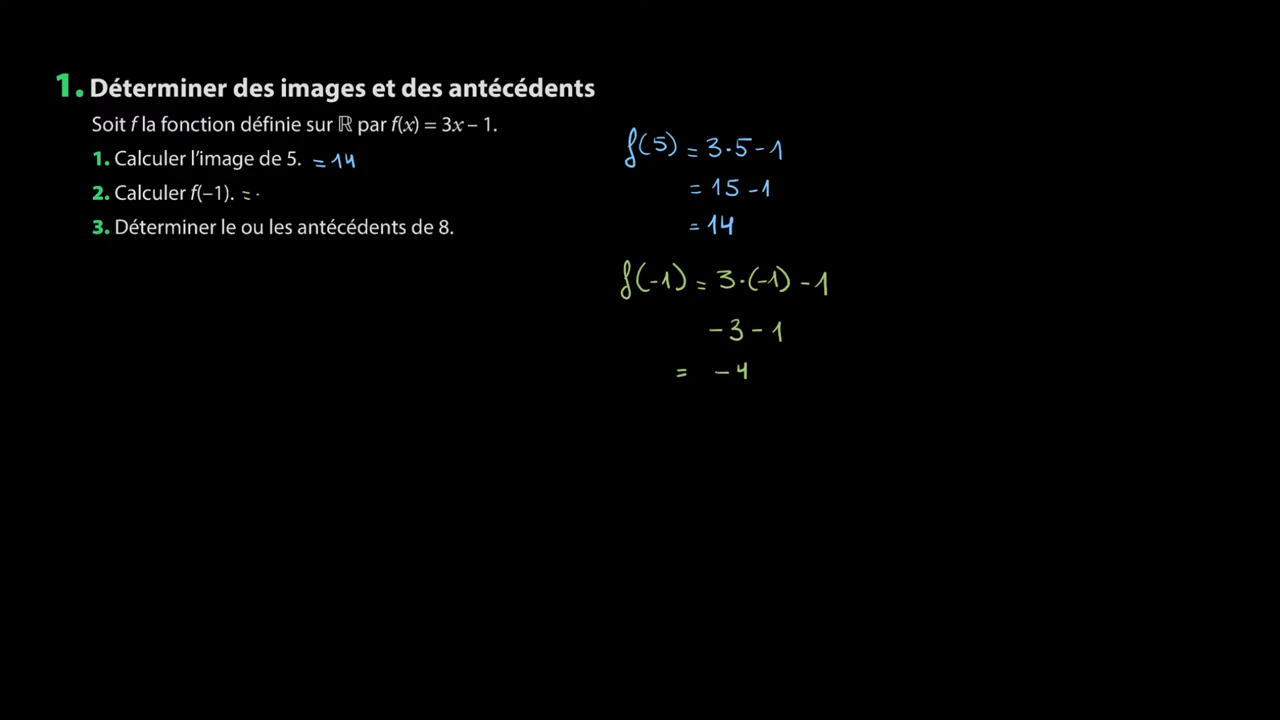 1. Déterminer des images et des antécédents
Soit f la fonction définie sur ℝ par f(x) = 3x – 1.
1. Calculer l'image de 5. = 14
2. Calculer f(–1). = -
3. Déterminer le ou les antécédents de 8.
f(5) = 3·5 - 1
= 15 - 1
= 14
f(-1) = 3·(-1) - 1
-3 - 1
= -4